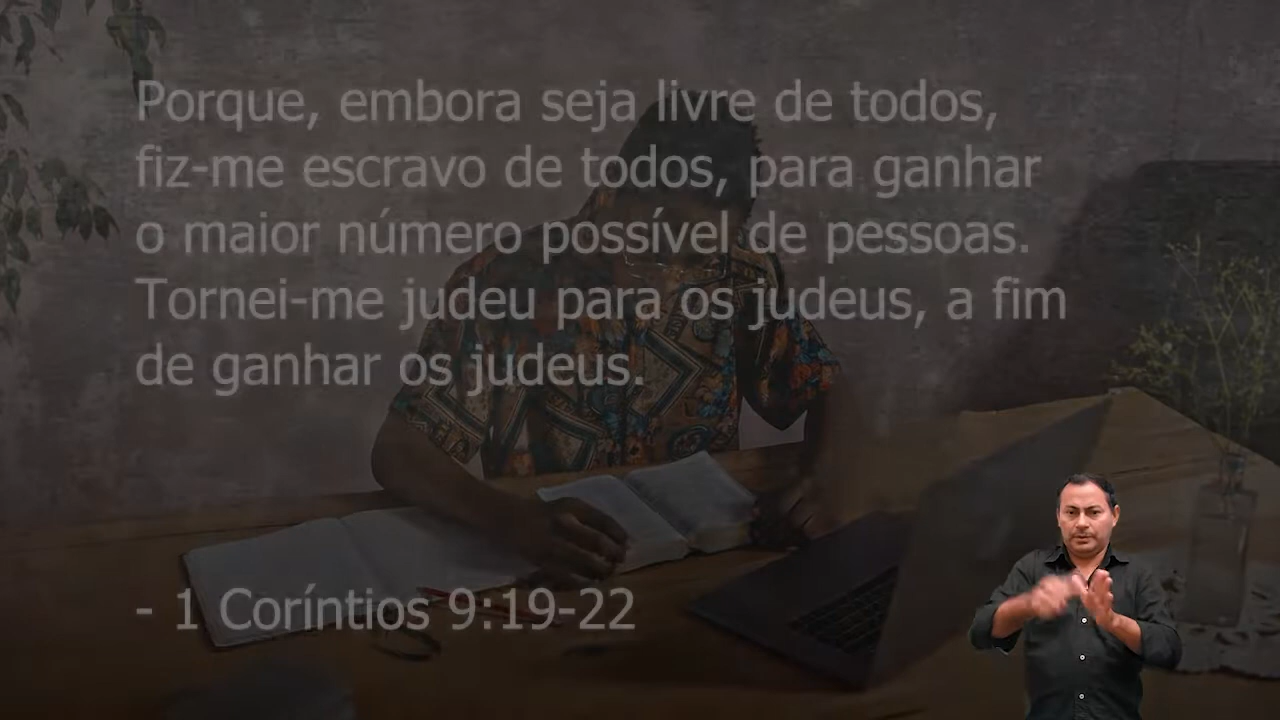 Porque, embora seja livre de todos,
fiz-me escravo de todos, para ganhar
o maior número possível de pessoas.
Tornei-me judeu para os judeus, a fim
de ganhar os judeus.
- 1 Coríntios 9:19-22